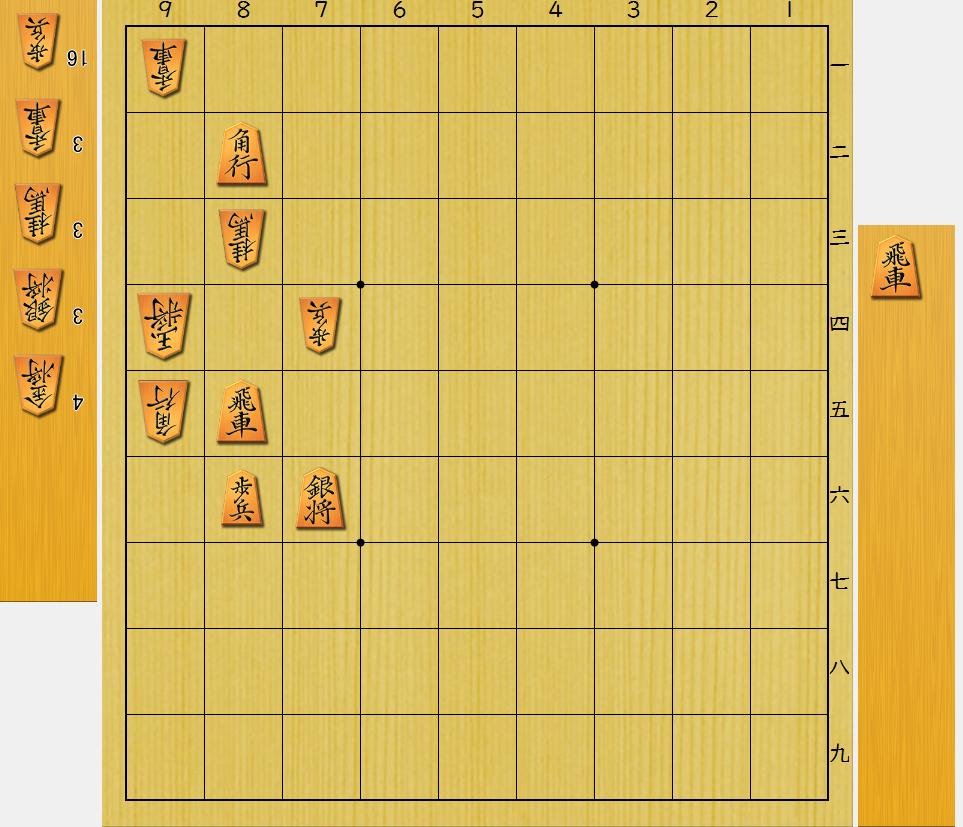 9 8 7 6 5 4 3 2 1
歩兵 16
香車 3
桂馬 3
銀将 3
金将 4
香車 一
角行 二
桂馬 三
玉将 歩兵 四
角行 飛車 五
歩兵 銀将 六
七
八
九
飛車